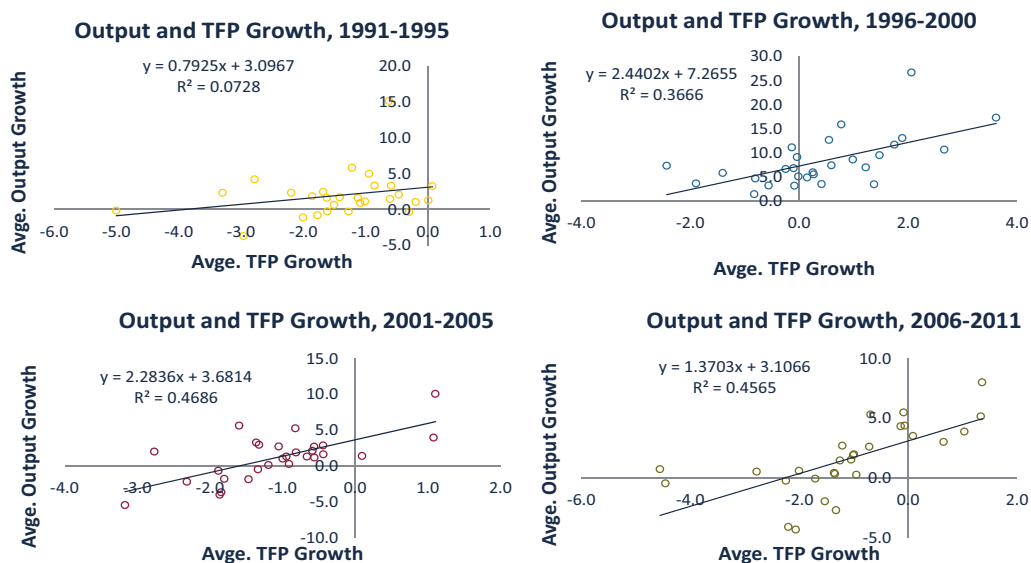 Output and TFP Growth, 1991-1995
y = 0.7925x + 3.0967
R² = 0.0728
20.0
15.0
10.0
5.0
0.0
-5.0
-6.0 -5.0 -4.0 -3.0 -2.0 -1.0 0.0 1.0
Avge. Output Growth
Avge. TFP Growth
Output and TFP Growth, 1996-2000
y = 2.4402x + 7.2655
R² = 0.3666
30.0
25.0
20.0
15.0
10.0
5.0
0.0
-4.0 -2.0 0.0 2.0 4.0
Avge. Output Growth
Avge. TFP Growth
Output and TFP Growth, 2001-2005
y = 2.2836x + 3.6814
R² = 0.4686
15.0
10.0
5.0
0.0
-5.0
-10.0
-4.0 -3.0 -2.0 -1.0 0.0 1.0 2.0
Avge. Output Growth
Avge. TFP Growth
Output and TFP Growth, 2006-2011
y = 1.3703x + 3.1066
R² = 0.4565
10.0
5.0
0.0
-5.0
-6.0 -4.0 -2.0 0.0 2.0
Avge. Output Growth
Avge. TFP Growth